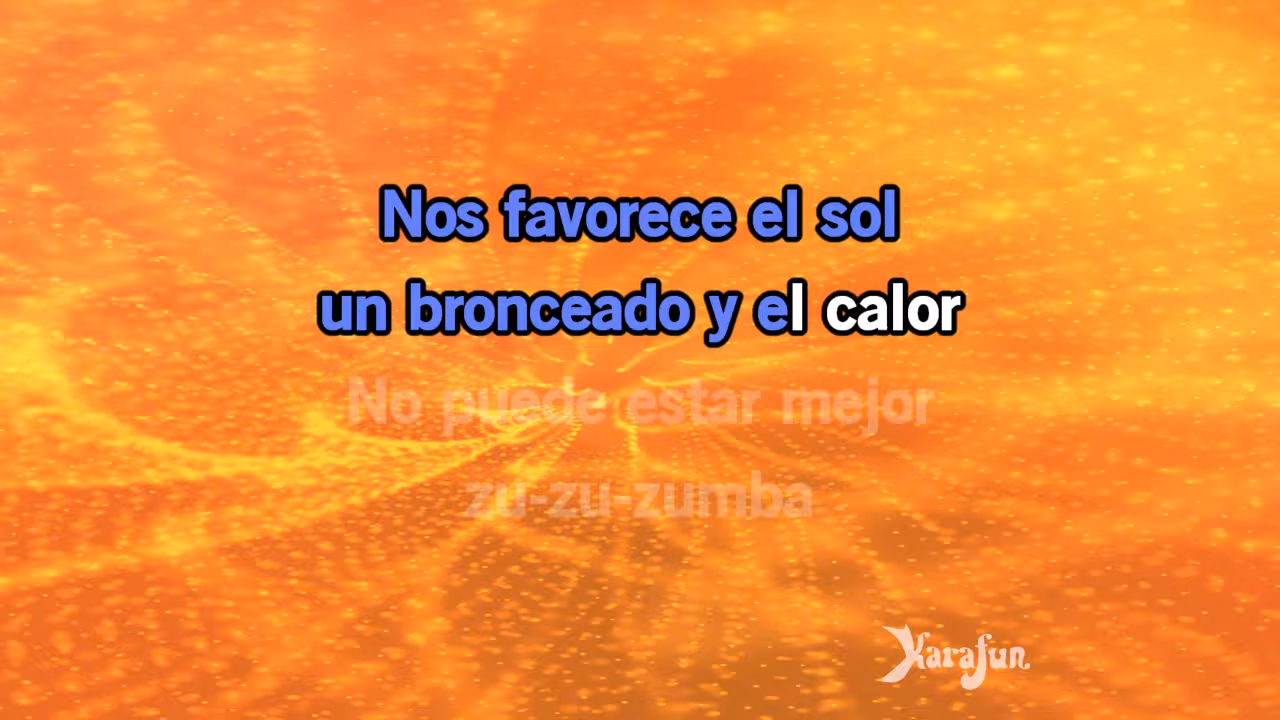 Nos favorece el sol
un bronceado y el calor
No puede estar mejor
zu-zu-zumba
Karafun